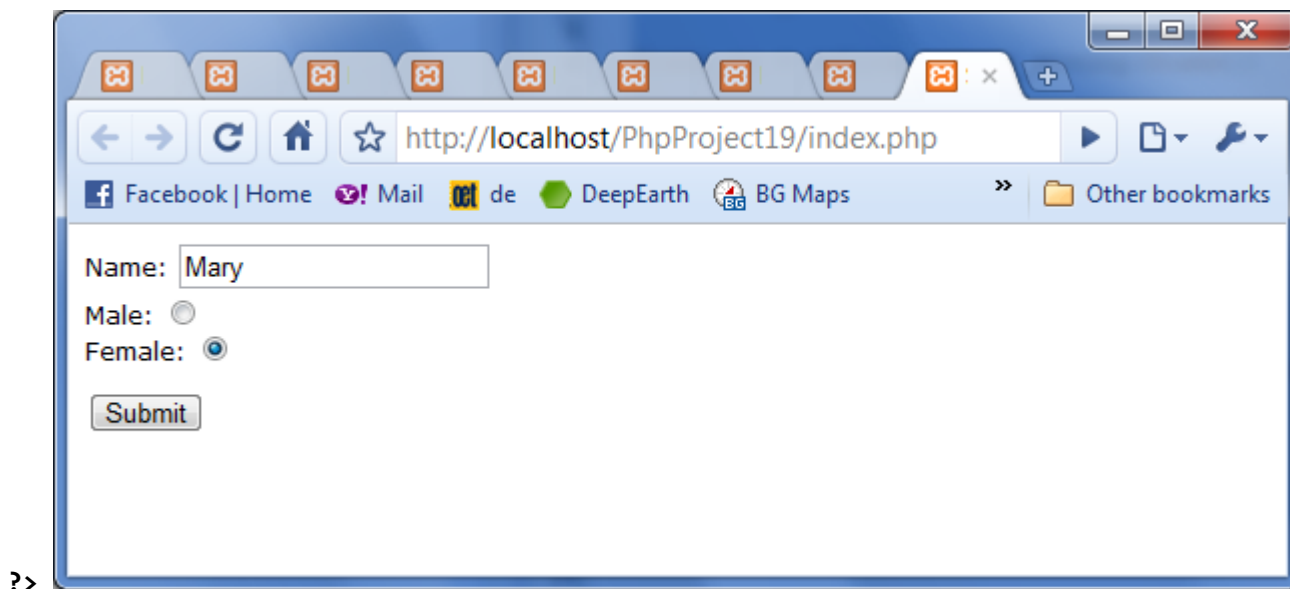 http://localhost/PhpProject19/index.php
Facebook | Home Mail de DeepEarth BG Maps » Other bookmarks
Name: Mary
Male:
Female:
Submit
?>